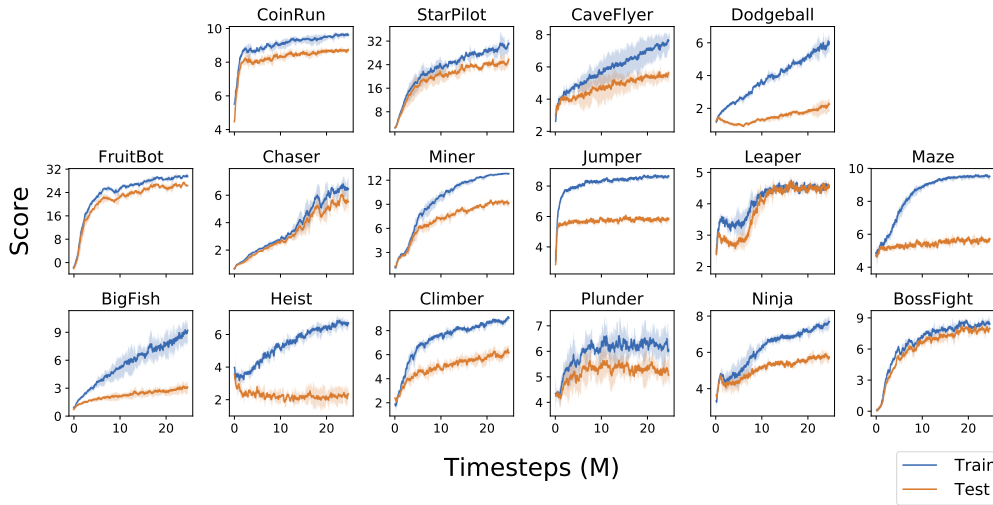 CoinRun StarPilot CaveFlyer Dodgeball
10 8 6 4
32 24 16 8
8 6 4 2
6 4 2
FruitBot Chaser Miner Jumper Leaper Maze
32 24 16 8 0
6 4 2
12 9 6 3
8 6 4
5 4 3 2
10 8 6 4
BigFish Heist Climber Plunder Ninja BossFight
9 6 3 0
6 4 2
8 6 4 2
7 6 5 4
8 6 4
9 6 3 0
0 10 20 0 10 20 0 10 20 0 10 20 0 10 20 0 10 20
Score
Timesteps (M)
Train
Test